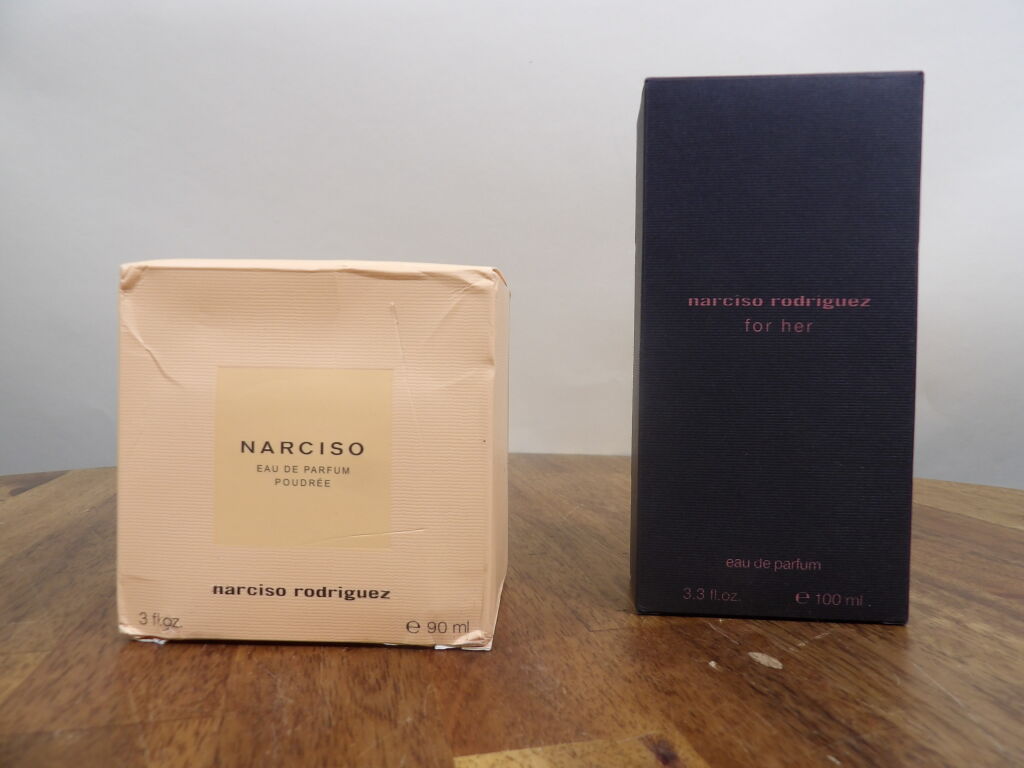 NARCISO
EAU DE PARFUM
POUDRÉE
narciso rodriguez
3 fl.oz.
e 90 ml
narciso rodriguez
for her
eau de parfum
3.3 fl.oz.
e 100 ml